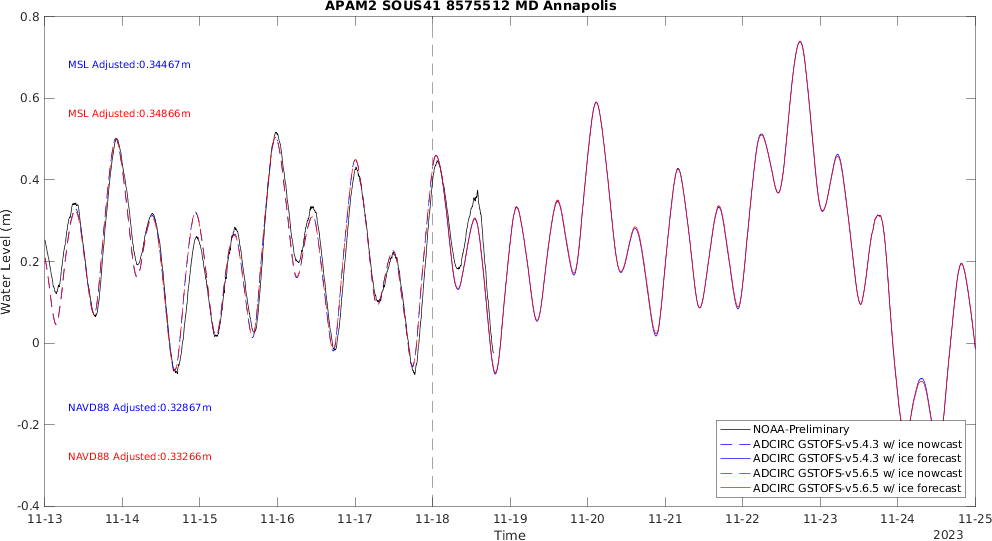 APAM2 SOUS41 8575512 MD Annapolis
0.8
0.6
0.4
0.2
0
-0.2
-0.4
Water Level (m)
MSL Adjusted:0.34467m
MSL Adjusted:0.34866m
NAVD88 Adjusted:0.32867m
NAVD88 Adjusted:0.33266m
NOAA-Preliminary
ADCIRC GSTOFS-v5.4.3 w/ ice nowcast
ADCIRC GSTOFS-v5.4.3 w/ ice forecast
ADCIRC GSTOFS-v5.6.5 w/ ice nowcast
ADCIRC GSTOFS-v5.6.5 w/ ice forecast
11-13 11-14 11-15 11-16 11-17 11-18 11-19 11-20 11-21 11-22 11-23 11-24 11-25
Time
2023